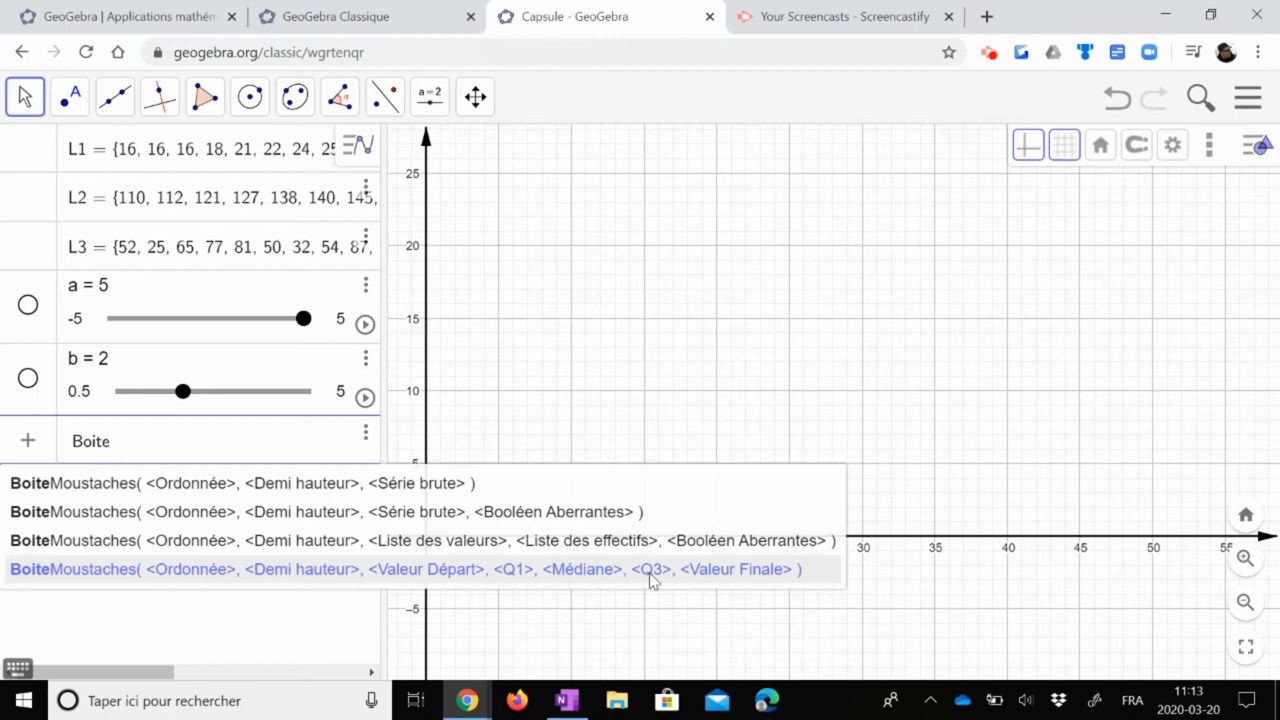 GeoGebra | Applications mathém
GeoGebra Classique
Capsule - GeoGebra
Your Screencasts - Screencastify
geogebra.org/classic/wgrtenqr
A
α
a=2
L1 = {16, 16, 16, 18, 21, 22, 24, 25
L2 = {110, 112, 121, 127, 138, 140, 145,
L3 = {52, 25, 65, 77, 81, 50, 32, 54, 87,
a = 5
-5 5
b = 2
0.5 5
Boite
BoiteMoustaches( <Ordonnée>, <Demi hauteur>, <Série brute> )
BoiteMoustaches( <Ordonnée>, <Demi hauteur>, <Série brute>, <Booléen Aberrantes> )
BoiteMoustaches( <Ordonnée>, <Demi hauteur>, <Liste des valeurs>, <Liste des effectifs>, <Booléen Aberrantes> )
BoiteMoustaches( <Ordonnée>, <Demi hauteur>, <Valeur Départ>, <Q1>, <Médiane>, <Q3>, <Valeur Finale> )
25
20
15
10
5
-5
30 35 40 45 50 55
Taper ici pour rechercher
FRA
11:13
2020-03-20